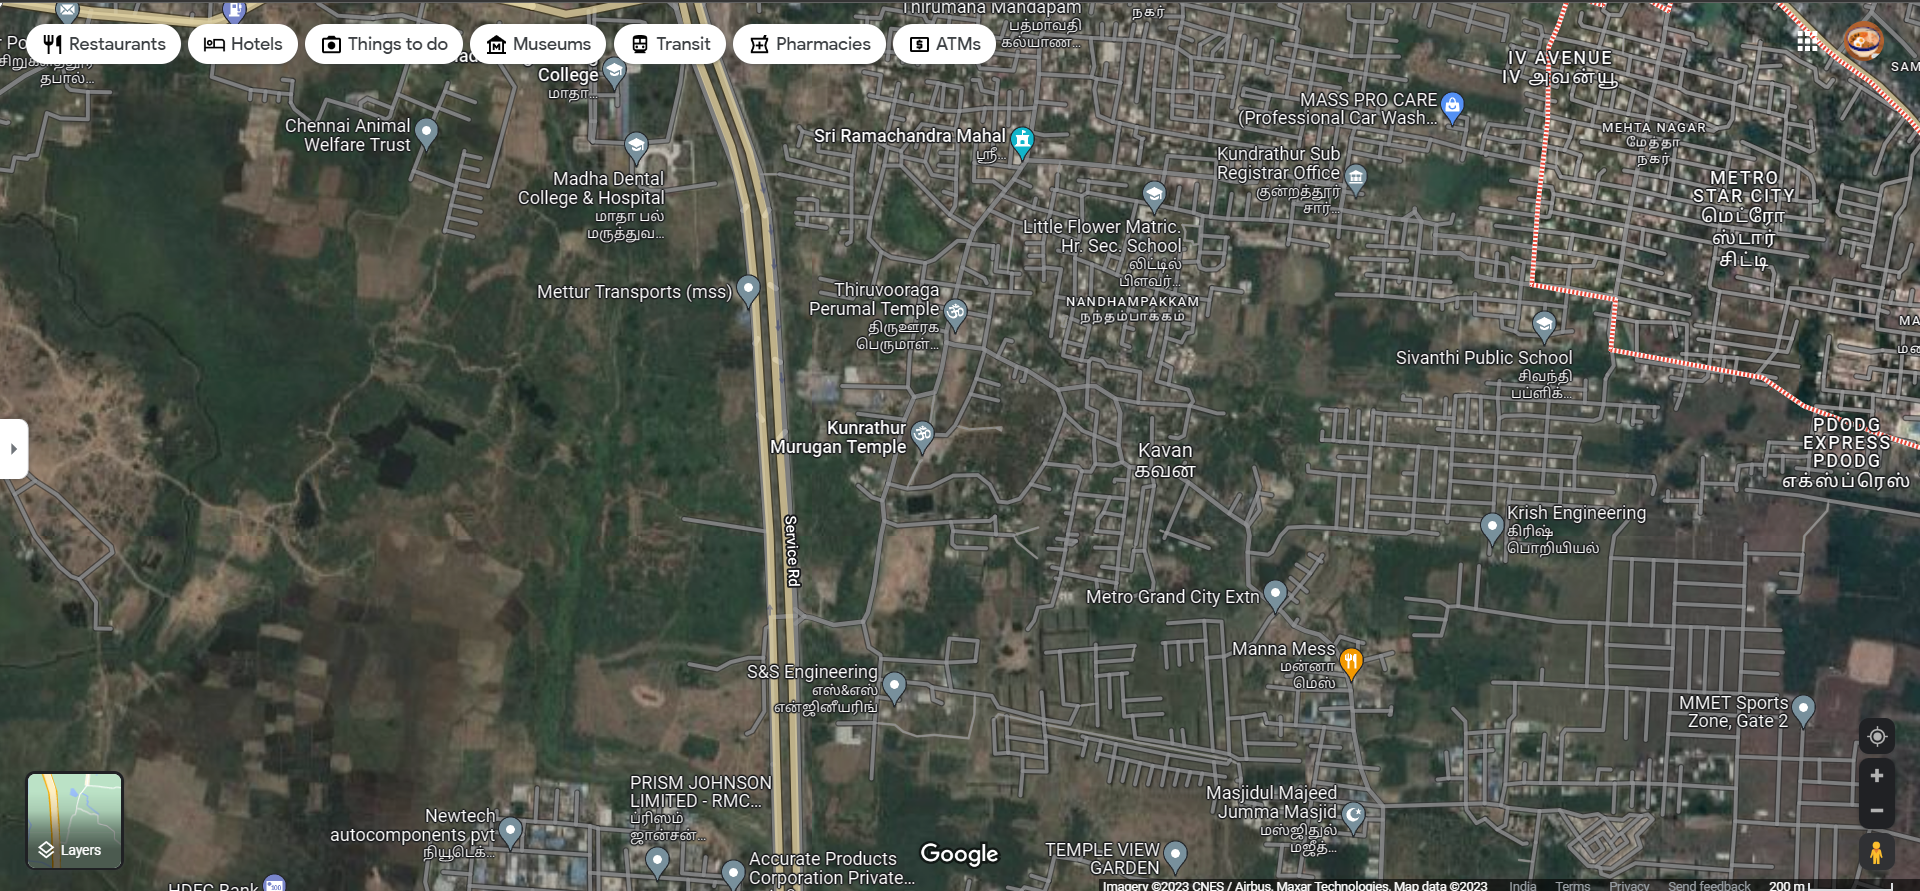 Restaurants
Hotels
Things to do
Museums
Transit
Pharmacies
ATMs
Thirumana Mandapam
பத்மாவதி
கல்யாண...
நகர்
தபால்...
College
மாதா...
IV AVENUE
IV அவன்யூ
SAM
MASS PRO CARE
(Professional Car Wash...
MEHTA NAGAR
மேத்தா
நகர்
Chennai Animal
Welfare Trust
Sri Ramachandra Mahal
ஸ்ரீ...
Kundrathur Sub
Registrar Office
குன்றத்தூர்
சார்...
METRO
STAR CITY
மெட்ரோ
ஸ்டார்
சிட்டி
Madha Dental
College & Hospital
மாதா பல்
மருத்துவ...
Little Flower Matric.
Hr. Sec. School
லிட்டில்
பிளவர்...
Mettur Transports (mss)
Thiruvooraga
Perumal Temple
திருஊரக
பெருமாள்...
NANDHAMPAKKAM
நந்தம்பாக்கம்
MA
Sivanthi Public School
சிவந்தி
பப்ளிக்...
Kunrathur
Murugan Temple
Kavan
கவன்
PDODG
EXPRESS
PDODG
எக்ஸ்பிரெஸ்
Krish Engineering
கிரிஷ்
பொறியியல்
Service Rd
Metro Grand City Extn
Manna Mess
மன்னா
மெஸ்
S&S Engineering
எஸ்&எஸ்
என்ஜினீயரிங்
MMET Sports
Zone, Gate 2
PRISM JOHNSON
LIMITED - RMC...
ப்ரிஸம்
ஜான்சன்...
Newtech
autocomponents pvt
நியூடெக்...
Masjidul Majeed
Jumma Masjid
மஸ்ஜிதுல்
மஜீத்...
Layers
Google
TEMPLE VIEW
GARDEN
Accurate Products
Corporation Private...
HDFC Bank
Imagery ©2023 CNES / Airbus, Maxar Technologies, Map data ©2023
India
Terms
Privacy
Send feedback
200 m